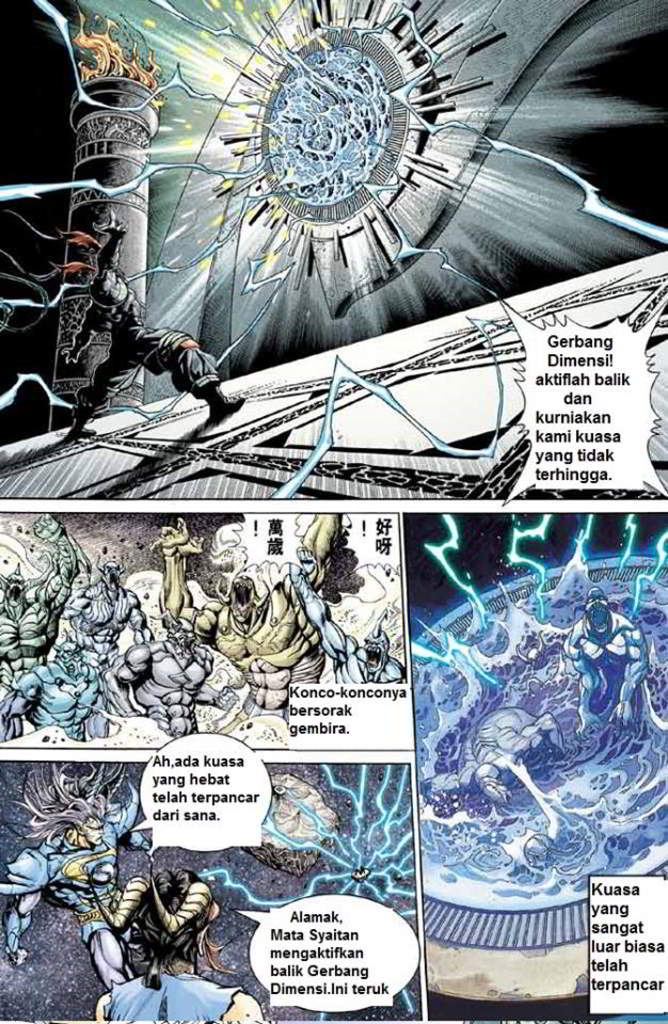 Gerbang
Dimensi!
aktiflah balik
dan
kurniakan
kami kuasa
yang tidak
terhingga.
好呀!
萬歲!
Konco-konconya
bersorak
gembira.
Ah,ada kuasa
yang hebat
telah terpancar
dari sana.
Alamak,
Mata Syaitan
mengaktifkan
balik Gerbang
Dimensi.Ini teruk
Kuasa
yang
sangat
luar biasa
telah
terpancar